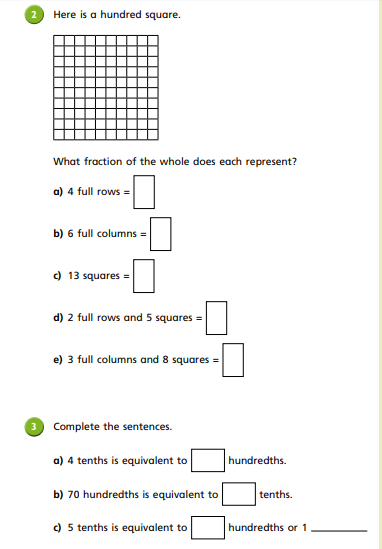 2 Here is a hundred square.
What fraction of the whole does each represent?
a) 4 full rows =
b) 6 full columns =
c) 13 squares =
d) 2 full rows and 5 squares =
e) 3 full columns and 8 squares =
3 Complete the sentences.
a) 4 tenths is equivalent to hundredths.
b) 70 hundredths is equivalent to tenths.
c) 5 tenths is equivalent to hundredths or 1